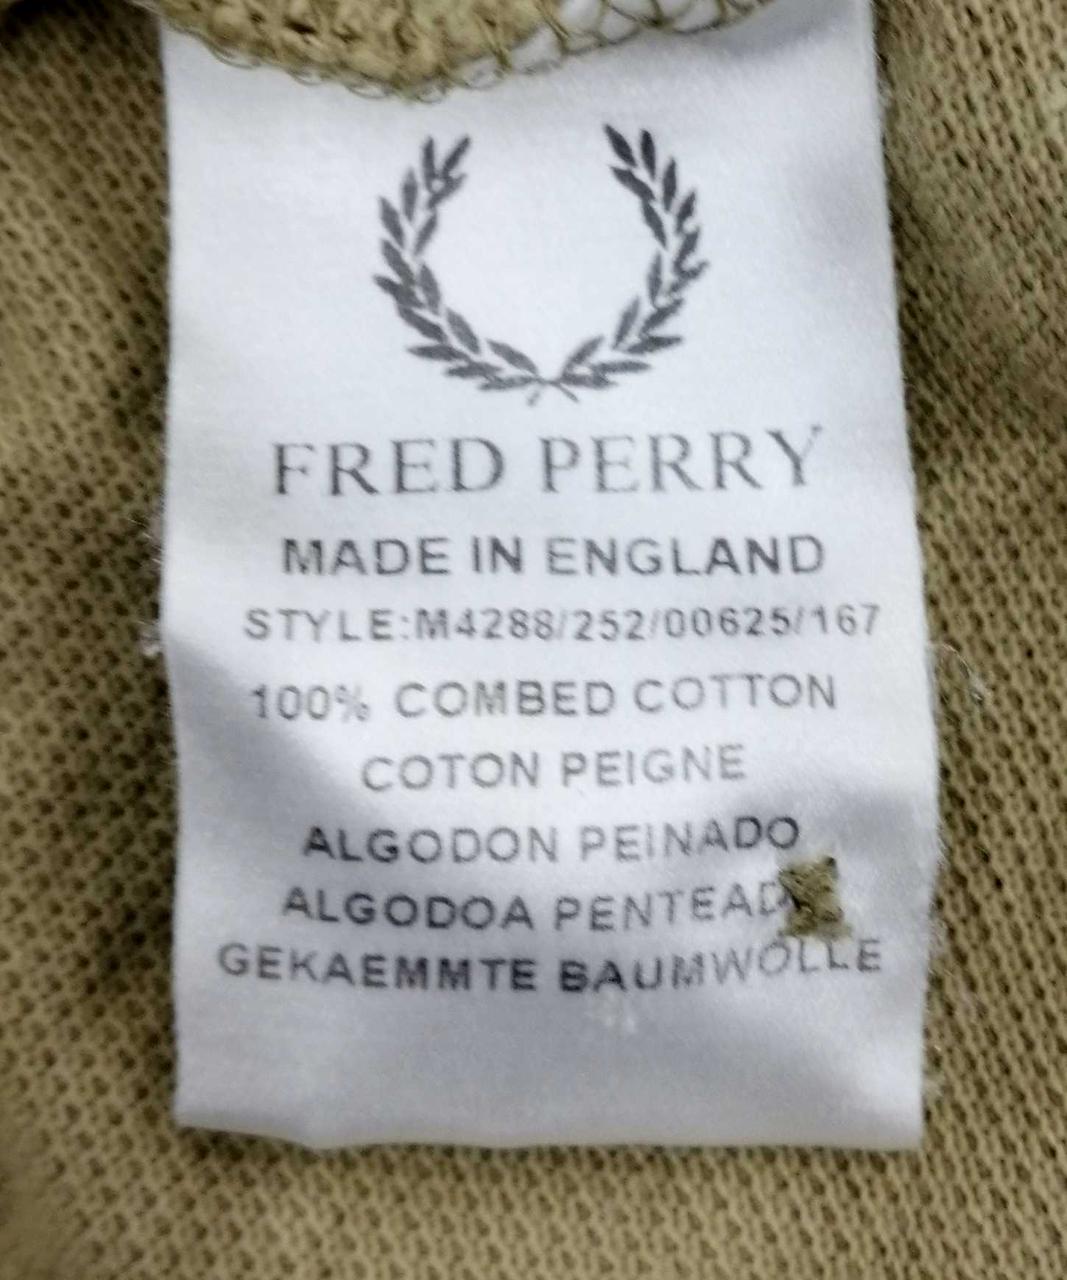 FRED PERRY
MADE IN ENGLAND
STYLE:M4288/252/00625/167
100% COMBED COTTON
COTON PEIGNE
ALGODON PEINADO
ALGODOA PENTEAD
GEKAEMMTE BAUMWOLLE